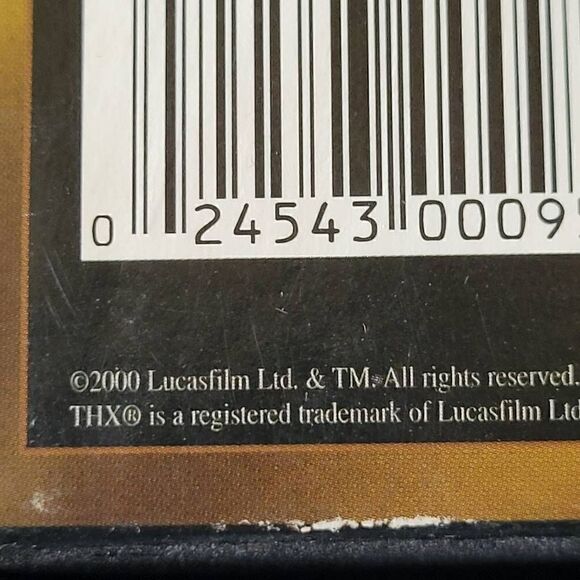 0 24543 0009
©2000 Lucasfilm Ltd. & TM. All rights reserved.
THX® is a registered trademark of Lucasfilm Ltd